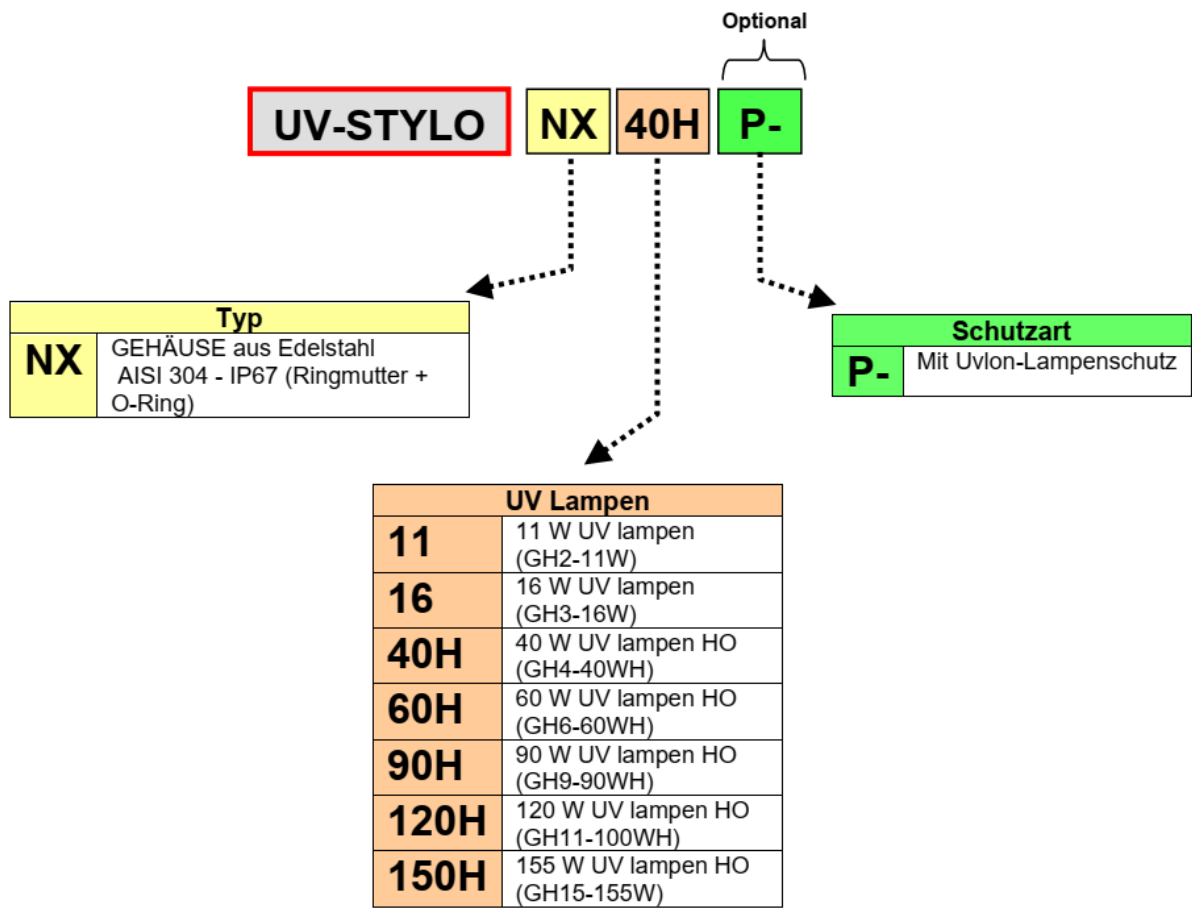 Optional
UV-STYLO NX 40H P-
Typ
NX
GEHÄUSE aus Edelstahl
AISI 304 - IP67 (Ringmutter +
O-Ring)
Schutzart
P-
Mit Uvlon-Lampenschutz
UV Lampen
11
11 W UV lampen
(GH2-11W)
16
16 W UV lampen
(GH3-16W)
40H
40 W UV lampen HO
(GH4-40WH)
60H
60 W UV lampen HO
(GH6-60WH)
90H
90 W UV lampen HO
(GH9-90WH)
120H
120 W UV lampen HO
(GH11-100WH)
150H
155 W UV lampen HO
(GH15-155W)